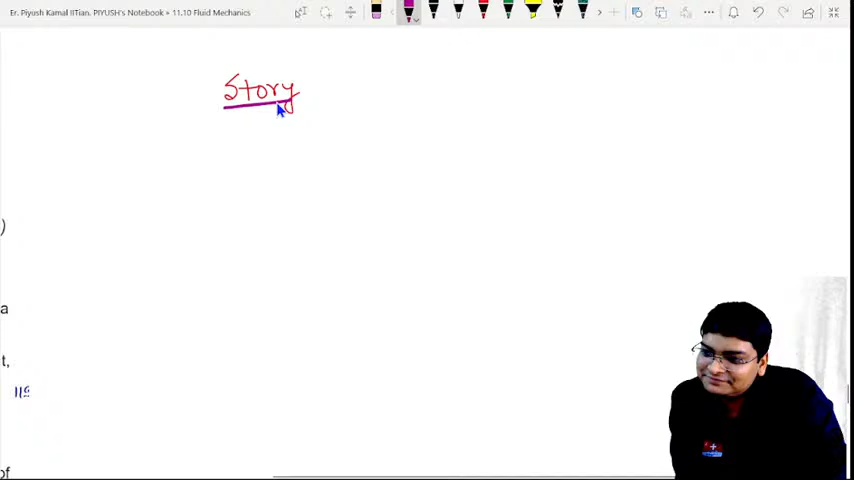 Er. Piyush Kamal IITian. PIYUSH's Notebook » 11.10 Fluid Mechanics
Story
)
a
t,
of